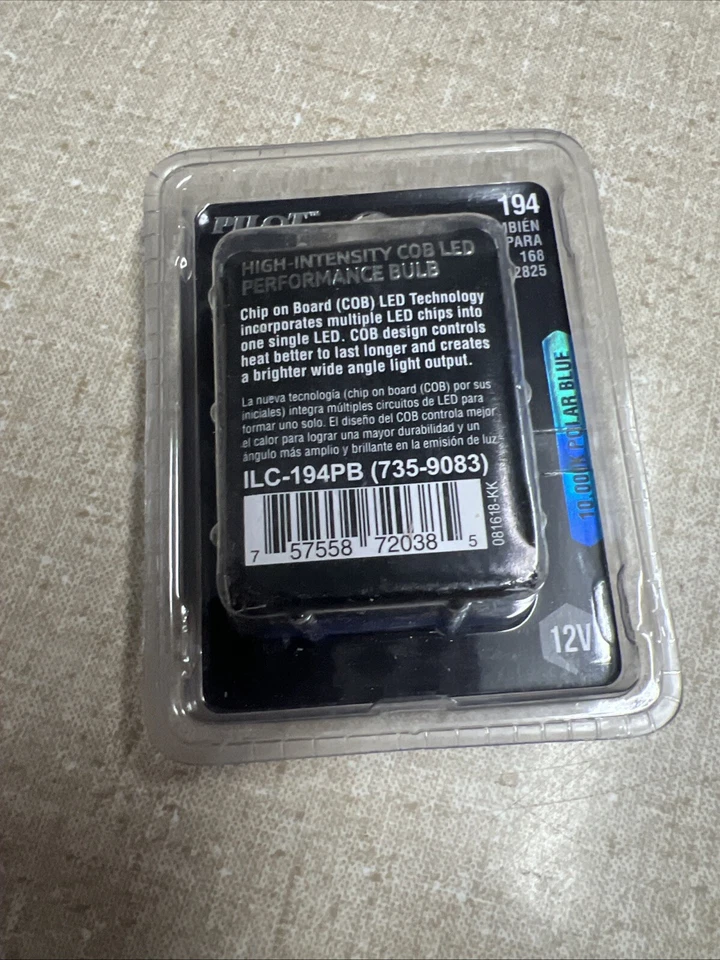 PILOT™
194
PARA
168
2825
HIGH-INTENSITY COB LED
PERFORMANCE BULB
Chip on Board (COB) LED Technology
incorporates multiple LED chips into
one single LED. COB design controls
heat better to last longer and creates
a brighter wide angle light output.
La nueva tecnología (chip on board (COB) por sus
iniciales) integra múltiples circuitos de LED para
formar uno solo. El diseño del COB controla mejor
el calor para lograr una mayor durabilidad y un
ángulo más amplio y brillante en la emisión de luz
ILC-194PB (735-9083)
7 57558 72038 5
081618-KK
10,000K POLAR BLUE
12V